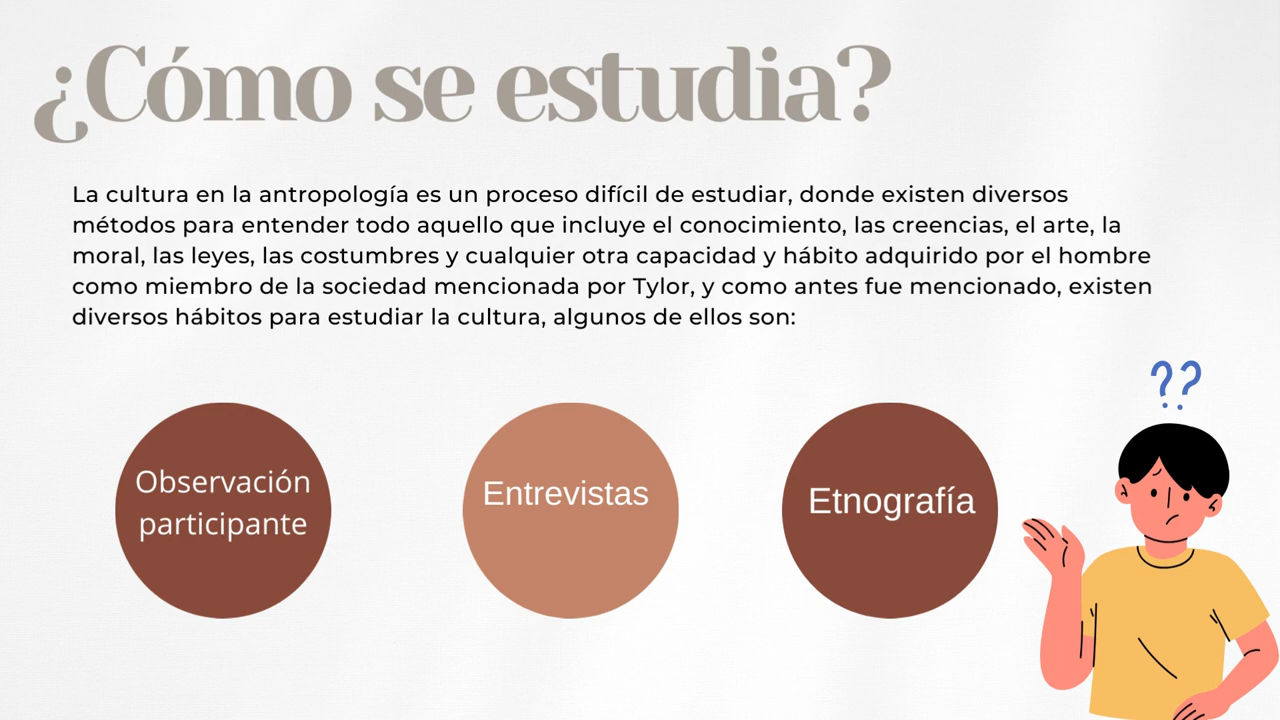 ¿Cómo se estudia?
La cultura en la antropología es un proceso difícil de estudiar, donde existen diversos
métodos para entender todo aquello que incluye el conocimiento, las creencias, el arte, la
moral, las leyes, las costumbres y cualquier otra capacidad y hábito adquirido por el hombre
como miembro de la sociedad mencionada por Tylor, y como antes fue mencionado, existen
diversos hábitos para estudiar la cultura, algunos de ellos son:
??
Observación
participante
Entrevistas
Etnografía